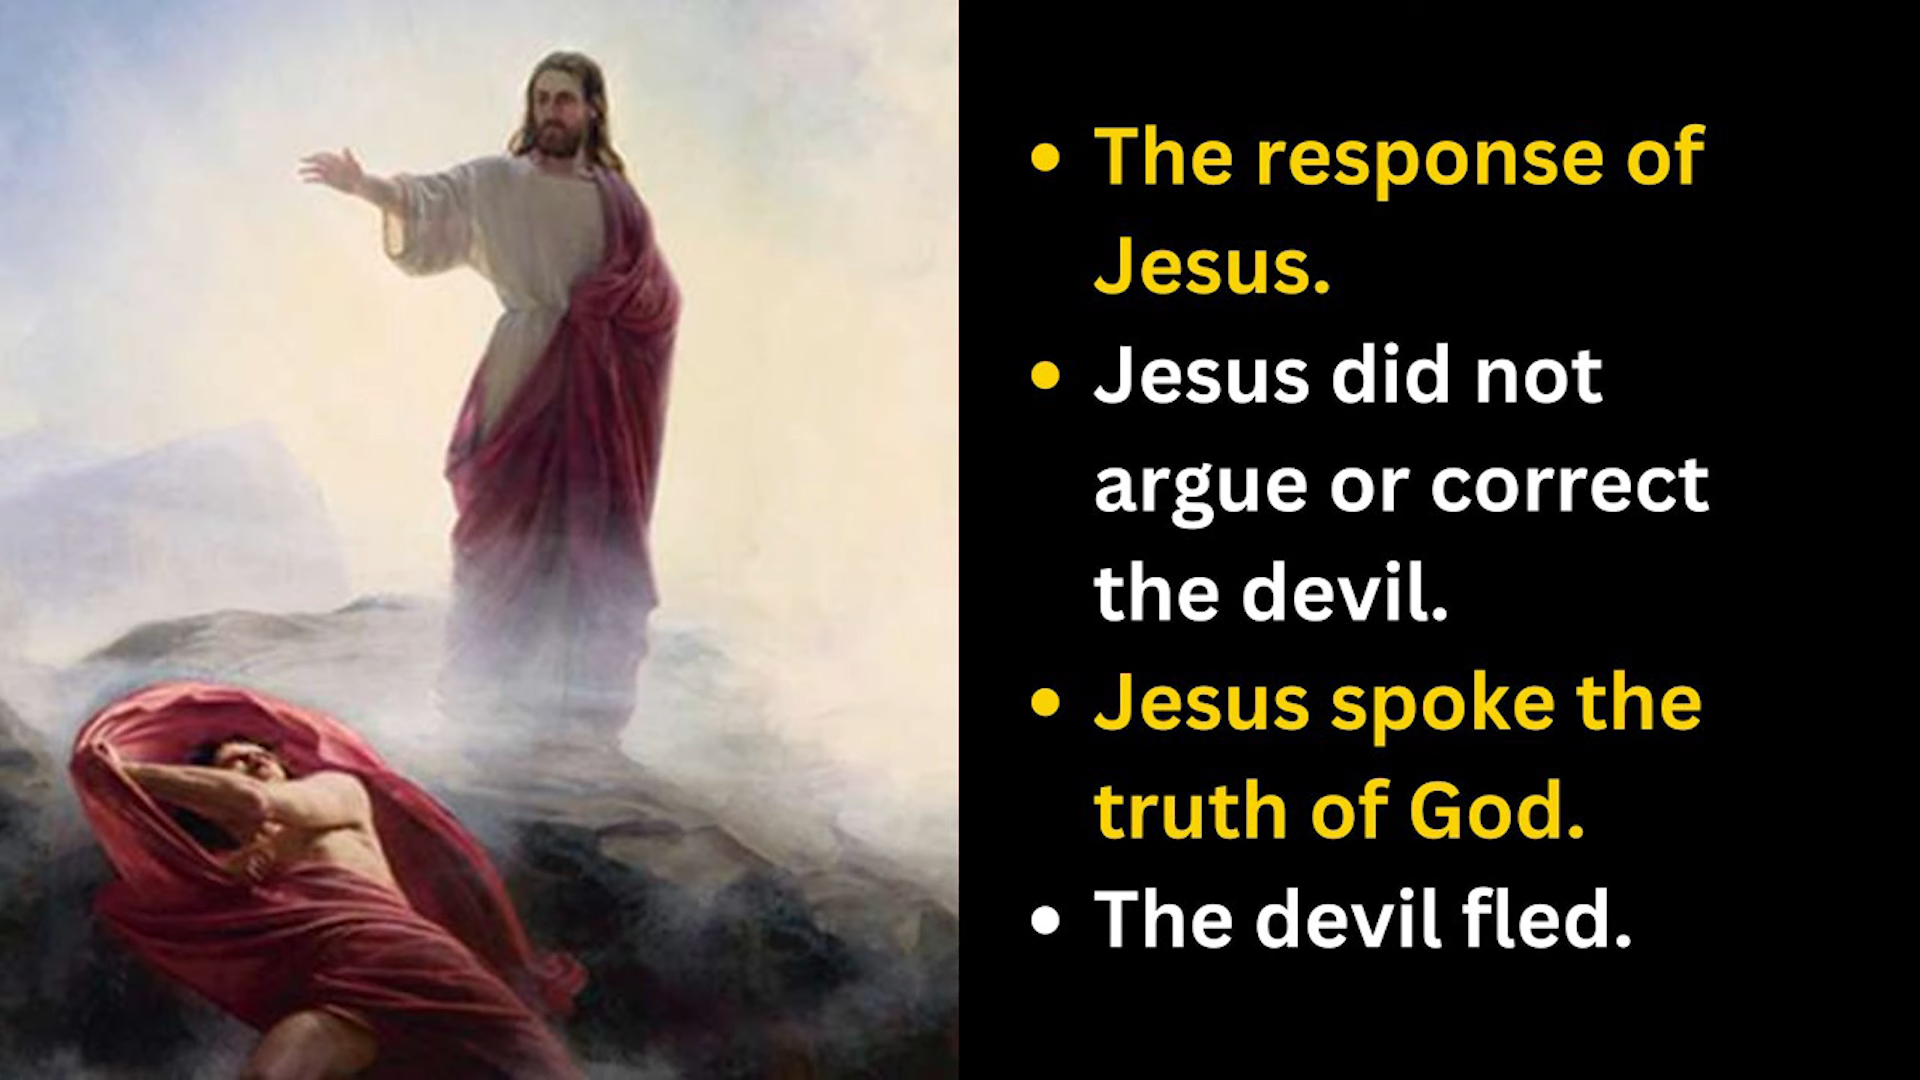 • The response of
Jesus.
• Jesus did not
argue or correct
the devil.
• Jesus spoke the
truth of God.
• The devil fled.